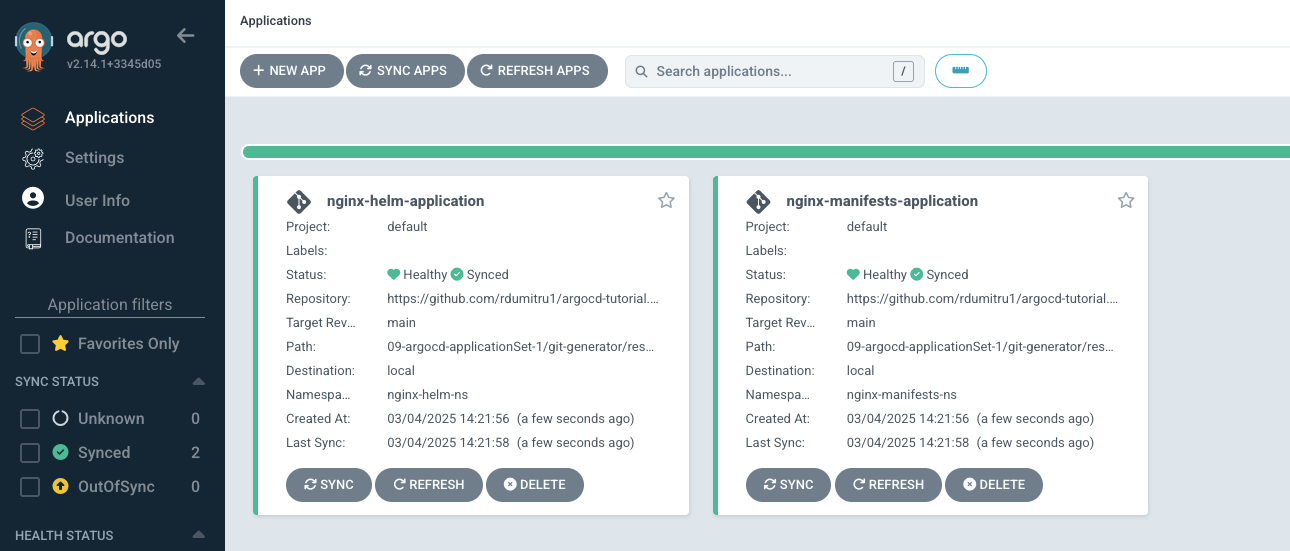 argo
v2.14.1+3345d05
Applications
Settings
User Info
Documentation
Application filters
Favorites Only
SYNC STATUS
Unknown 0
Synced 2
OutOfSync 0
HEALTH STATUS
Applications
+ NEW APP SYNC APPS REFRESH APPS Search applications... /
nginx-helm-application
Project: default
Labels:
Status: Healthy Synced
Repository: https://github.com/rdumitru1/argocd-tutorial....
Target Rev... main
Path: 09-argocd-applicationSet-1/git-generator/res...
Destination: local
Namespa... nginx-helm-ns
Created At: 03/04/2025 14:21:56 (a few seconds ago)
Last Sync: 03/04/2025 14:21:58 (a few seconds ago)
SYNC REFRESH DELETE
nginx-manifests-application
Project: default
Labels:
Status: Healthy Synced
Repository: https://github.com/rdumitru1/argocd-tutorial....
Target Rev... main
Path: 09-argocd-applicationSet-1/git-generator/res...
Destination: local
Namespa... nginx-manifests-ns
Created At: 03/04/2025 14:21:56 (a few seconds ago)
Last Sync: 03/04/2025 14:21:58 (a few seconds ago)
SYNC REFRESH DELETE